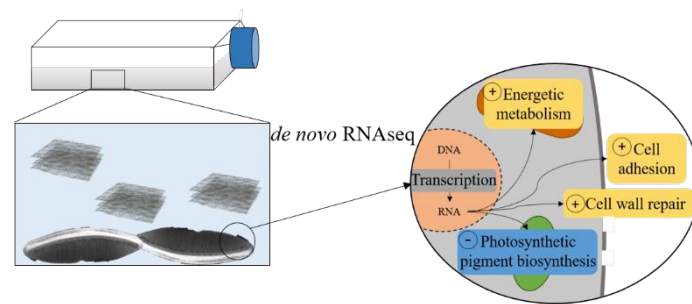 de novo RNAseq
+ Energetic
metabolism
DNA
Transcription
RNA
+ Cell
adhesion
+ Cell wall repair
- Photosynthetic
pigment biosynthesis